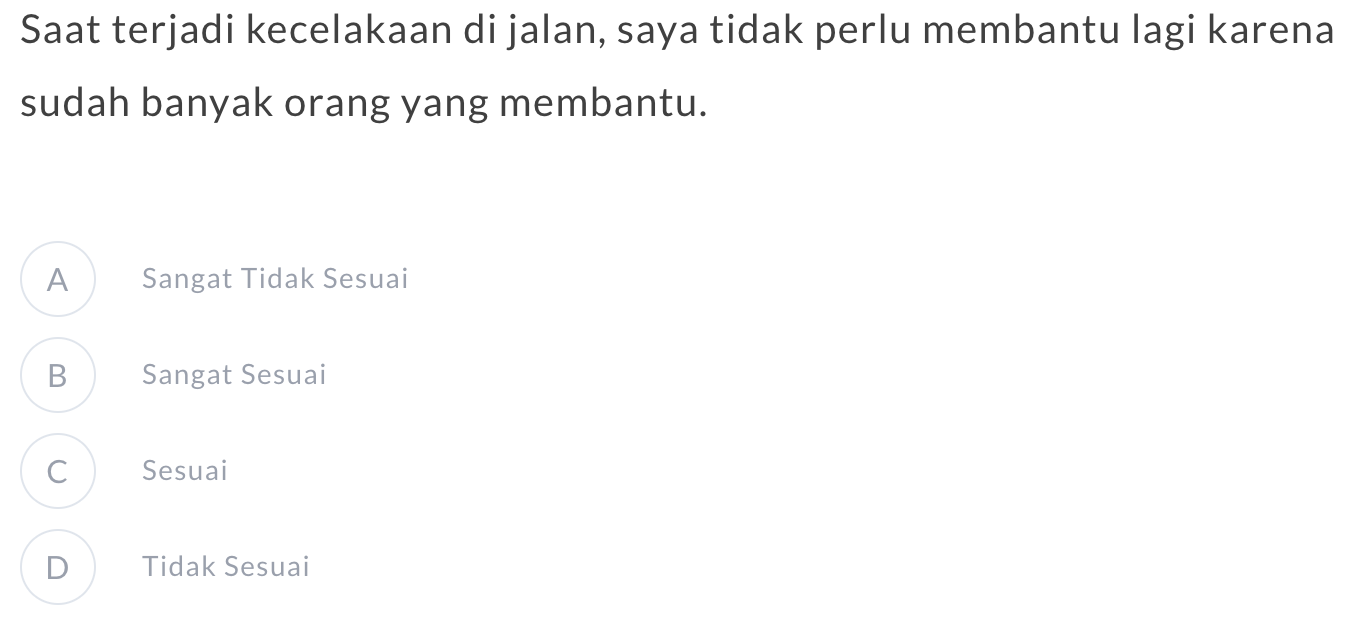 Saat terjadi kecelakaan di jalan, saya tidak perlu membantu lagi karena
sudah banyak orang yang membantu.
A Sangat Tidak Sesuai
B Sangat Sesuai
C Sesuai
D Tidak Sesuai